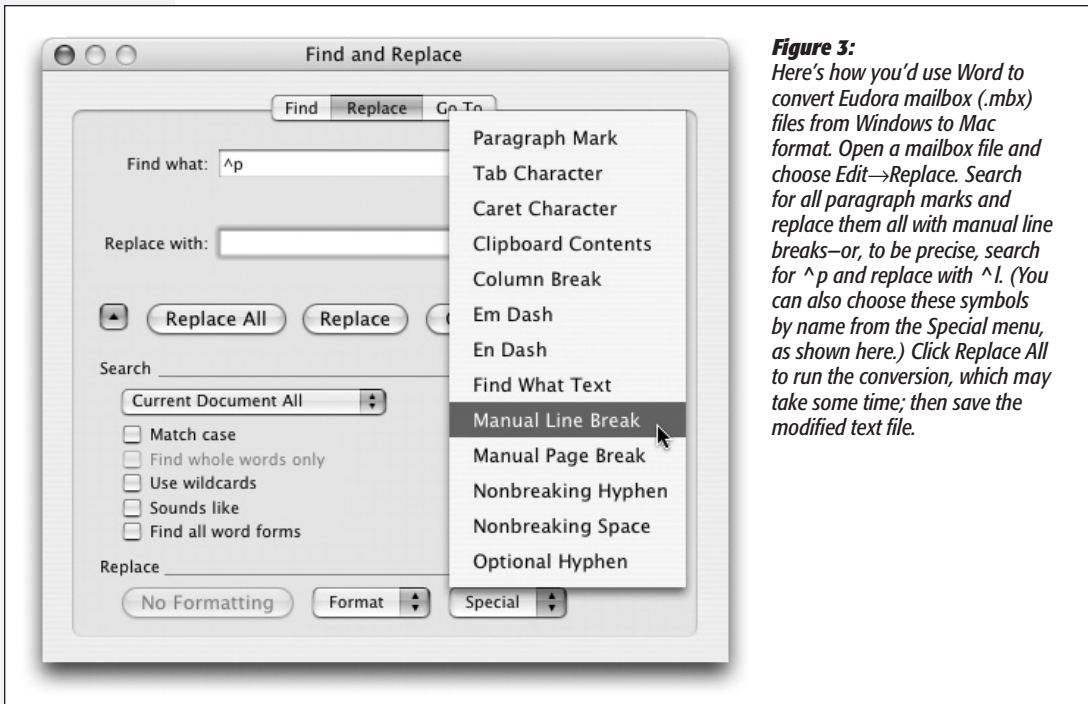 Find and Replace
Find Replace Go To
Find what: ^p
Replace with:
Replace All Replace
Search
Current Document All
Match case
Find whole words only
Use wildcards
Sounds like
Find all word forms
Replace
No Formatting Format Special
Paragraph Mark
Tab Character
Caret Character
Clipboard Contents
Column Break
Em Dash
En Dash
Find What Text
Manual Line Break
Manual Page Break
Nonbreaking Hyphen
Nonbreaking Space
Optional Hyphen
Figure 3:
Here's how you'd use Word to
convert Eudora mailbox (.mbx)
files from Windows to Mac
format. Open a mailbox file and
choose Edit→Replace. Search
for all paragraph marks and
replace them all with manual line
breaks—or, to be precise, search
for ^p and replace with ^l. (You
can also choose these symbols
by name from the Special menu,
as shown here.) Click Replace All
to run the conversion, which may
take some time; then save the
modified text file.